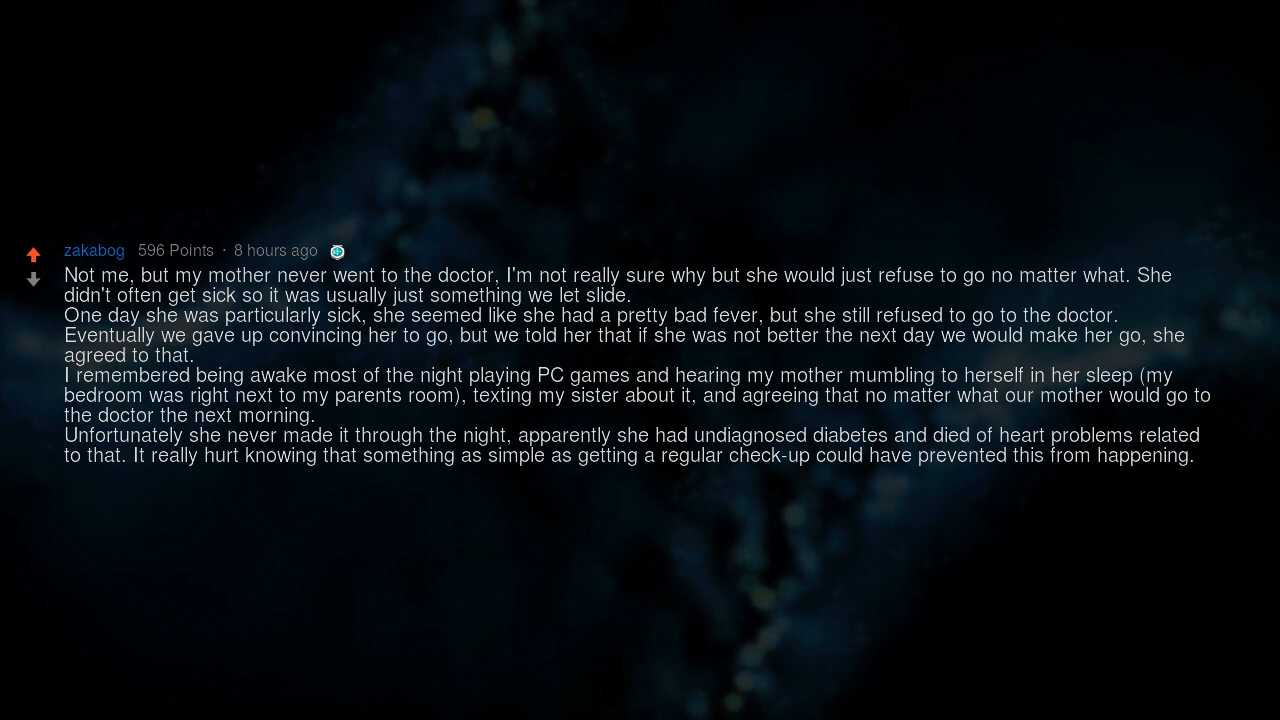 zakabog 596 Points · 8 hours ago
Not me, but my mother never went to the doctor, I'm not really sure why but she would just refuse to go no matter what. She
didn't often get sick so it was usually just something we let slide.
One day she was particularly sick, she seemed like she had a pretty bad fever, but she still refused to go to the doctor.
Eventually we gave up convincing her to go, but we told her that if she was not better the next day we would make her go, she
agreed to that.
I remembered being awake most of the night playing PC games and hearing my mother mumbling to herself in her sleep (my
bedroom was right next to my parents room), texting my sister about it, and agreeing that no matter what our mother would go to
the doctor the next morning.
Unfortunately she never made it through the night, apparently she had undiagnosed diabetes and died of heart problems related
to that. It really hurt knowing that something as simple as getting a regular check-up could have prevented this from happening.